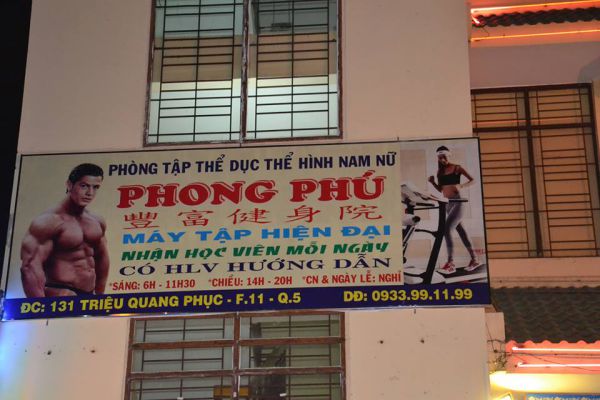 PHÒNG TẬP THỂ DỤC THỂ HÌNH NAM NỮ
PHONG PHÚ
豐富健身院
MÁY TẬP HIỆN ĐẠI
NHẬN HỌC VIÊN MỖI NGÀY
CÓ HLV HƯỚNG DẪN
*SÁNG: 6H - 11H30 *CHIỀU: 14H - 20H *CN & NGÀY LỄ: NGHỈ
ĐC: 131 TRIỆU QUANG PHỤC - F.11 - Q.5 DĐ: 0933.99.11.99